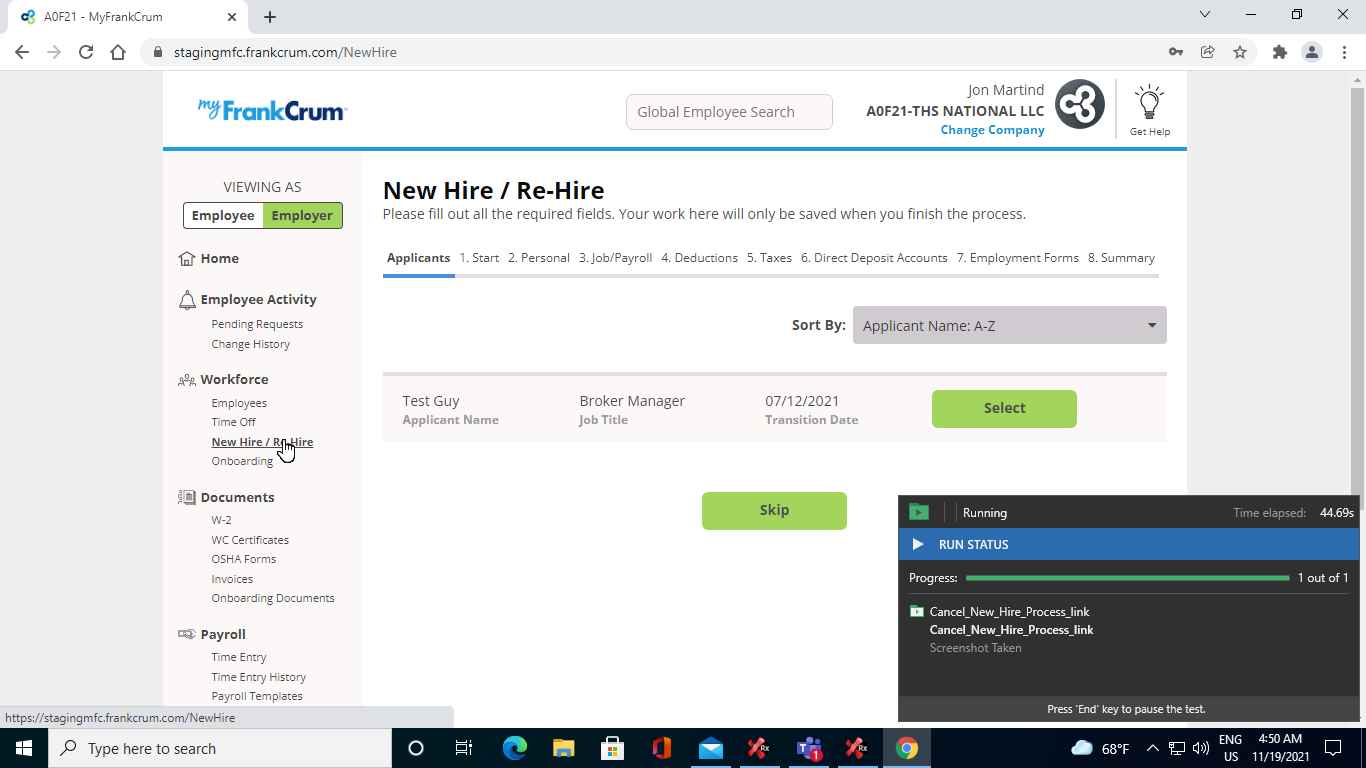 A0F21 - MyFrankCrum
stagingmfc.frankcrum.com/NewHire
my FrankCrum
Global Employee Search
Jon Martind
A0F21-THS NATIONAL LLC
Change Company
Get Help
VIEWING AS
Employee Employer
Home
Employee Activity
Pending Requests
Change History
Workforce
Employees
Time Off
New Hire / Re-Hire
Onboarding
Documents
W-2
WC Certificates
OSHA Forms
Invoices
Onboarding Documents
Payroll
Time Entry
Time Entry History
Payroll Templates
New Hire / Re-Hire
Please fill out all the required fields. Your work here will only be saved when you finish the process.
Applicants 1. Start 2. Personal 3. Job/Payroll 4. Deductions 5. Taxes 6. Direct Deposit Accounts 7. Employment Forms 8. Summary
Sort By: Applicant Name: A-Z
Test Guy Broker Manager 07/12/2021 Select
Applicant Name Job Title Transition Date
Skip
Running Time elapsed: 44.69s
RUN STATUS
Progress: 1 out of 1
Cancel_New_Hire_Process_link
Cancel_New_Hire_Process_link
Screenshot Taken
Press 'End' key to pause the test.
https://stagingmfc.frankcrum.com/NewHire
Type here to search
Rx
1
Rx
68°F
ENG
US
4:50 AM
11/19/2021